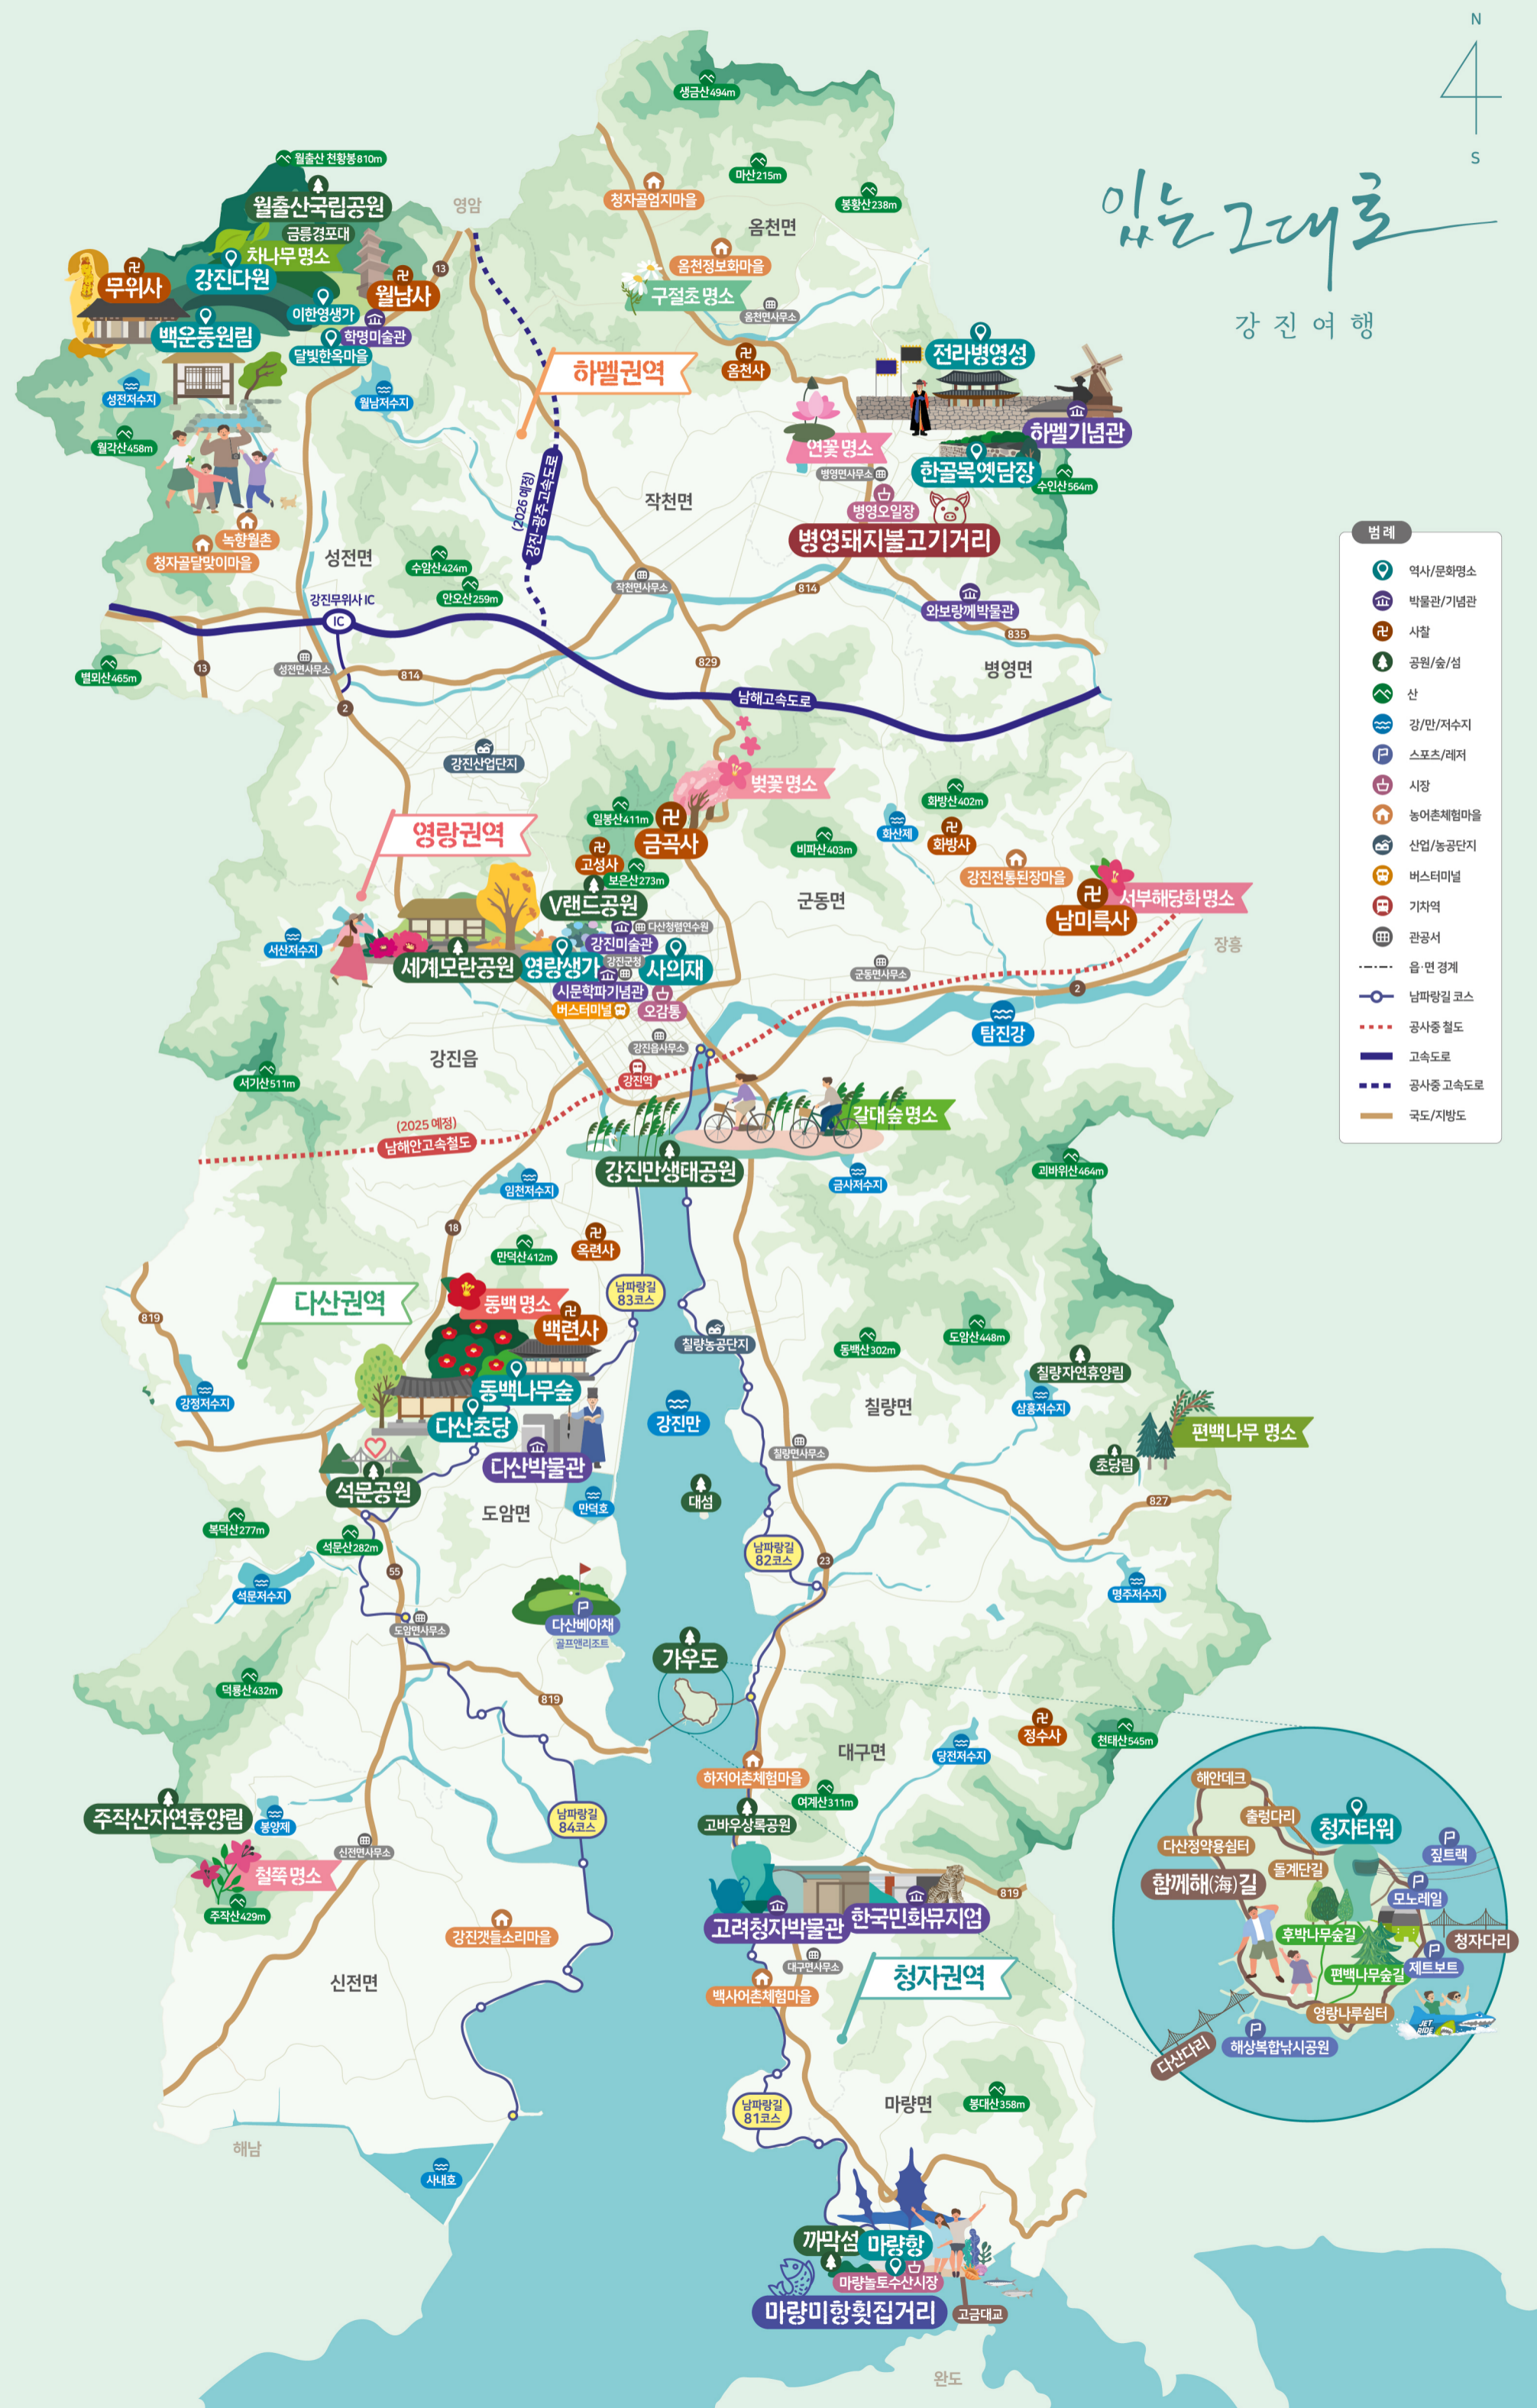 N
S
있는 그대로
강진여행
생금산494m
월출산 천황봉810m
월출산국립공원
금릉경포대
차나무 명소
강진다원
무위사
백운동원림
이한영생가
학명미술관
달빛한옥마을
월남사
13
영암
성전저수지
월각산458m
월남저수지
녹향월촌
청자골달맞이마을
청자골엄지마을
마산215m
봉황산238m
옴천면
옴천정보화마을
구절초 명소
옴천면사무소
옴천사
하멜권역
전라병영성
하멜기념관
연꽃 명소
병영면사무소
한골목옛담장
수인산564m
병영오일장
병영돼지불고기거리
작천면
(2026 예정)
강진-광주고속도로
성전면
수암산424m
안오산259m
작천면사무소
814
와보랑께박물관
835
강진무위사 IC
IC
성전면사무소
13
814
829
병영면
별뫼산465m
2
남해고속도로
범례
역사/문화명소
박물관/기념관
사찰
공원/숲/섬
산
강/만/저수지
스포츠/레저
시장
농어촌체험마을
산업/농공단지
버스터미널
기차역
관공서
읍·면 경계
남파랑길 코스
공사중 철도
고속도로
공사중 고속도로
국도/지방도
강진산업단지
벚꽃 명소
영랑권역
일봉산411m
금곡사
고성사
보은산273m
V랜드공원
비파산403m
화산제
화방산402m
화방사
강진전통된장마을
서부해당화 명소
남미륵사
군동면
장흥
서산저수지
세계모란공원
영랑생가
다산청렴연수원
강진미술관
강진군청
사의재
시문학파기념관
버스터미널
오감통
군동면사무소
2
탐진강
강진읍사무소
강진읍
강진역
서기산511m
(2025 예정)
남해안고속철도
갈대숲 명소
강진만생태공원
임천저수지
금사저수지
괴바위산464m
18
만덕산412m
옥련사
남파랑길
83코스
다산권역
동백 명소
백련사
동백나무숲
다산초당
다산박물관
819
강정저수지
석문공원
칠량농공단지
동백산302m
도암산448m
칠량자연휴양림
강진만
칠량면
삼흥저수지
편백나무 명소
칠량면사무소
초당림
대섬
만덕호
도암면
827
복덕산277m
석문산282m
석문저수지
55
남파랑길
82코스
23
명주저수지
다산베아채
골프앤리조트
도암면사무소
가우도
덕룡산432m
819
정수사
천태산545m
대구면
당전저수지
하저어촌체험마을
여계산311m
고바우상록공원
주작산자연휴양림
봉양제
남파랑길
84코스
신전면사무소
철쭉 명소
주작산429m
강진갯들소리마을
고려청자박물관
한국민화뮤지엄
819
대구면사무소
백사어촌체험마을
청자권역
신전면
해안데크
출렁다리
청자타워
다산정약용쉼터
짚트랙
돌계단길
함께해(海)길
모노레일
후박나무숲길
청자다리
편백나무숲길
제트보트
영랑나루쉼터
JET
RIDE
해상복합낚시공원
다산다리
남파랑길
81코스
마량면
봉대산358m
해남
사내호
까막섬
마량항
마량놀토수산시장
마량미항횟집거리
고금대교
완도